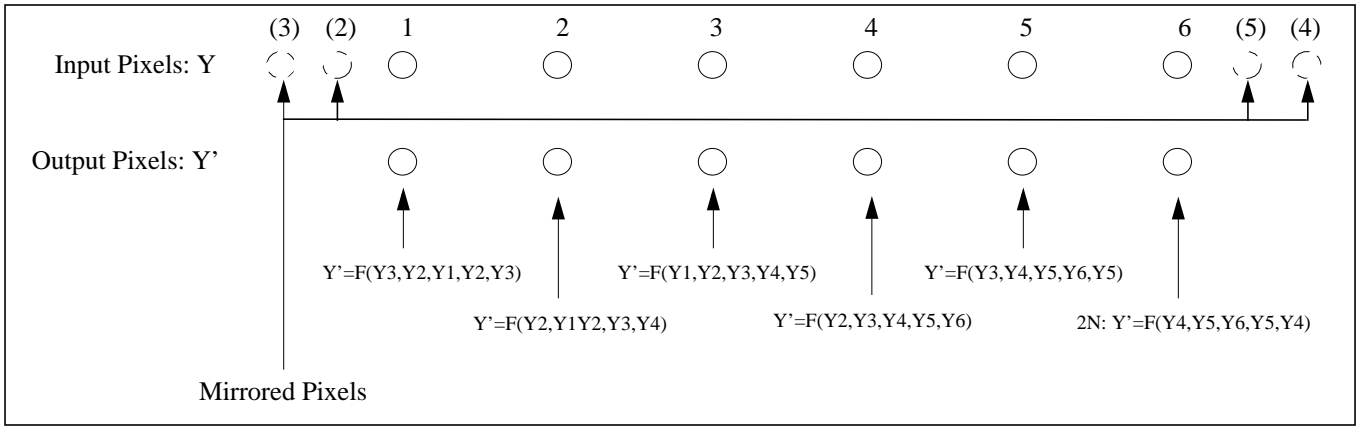 (3) (2) 1 2 3 4 5 6 (5) (4)
Input Pixels: Y
Output Pixels: Y’
Y’=F(Y3,Y2,Y1,Y2,Y3) Y’=F(Y1,Y2,Y3,Y4,Y5) Y’=F(Y3,Y4,Y5,Y6,Y5)
Y’=F(Y2,Y1Y2,Y3,Y4) Y’=F(Y2,Y3,Y4,Y5,Y6) 2N: Y’=F(Y4,Y5,Y6,Y5,Y4)
Mirrored Pixels